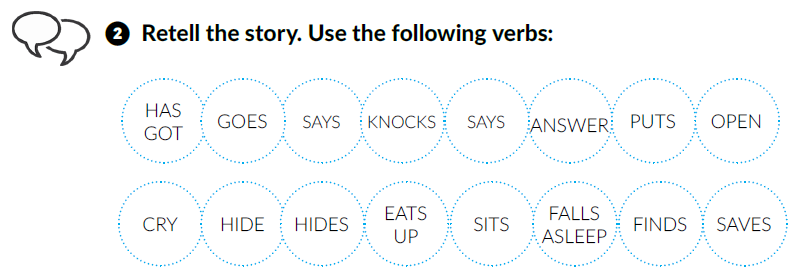 2 Retell the story. Use the following verbs:
HAS GOT GOES SAYS KNOCKS SAYS ANSWER PUTS OPEN
CRY HIDE HIDES EATS UP SITS FALLS ASLEEP FINDS SAVES